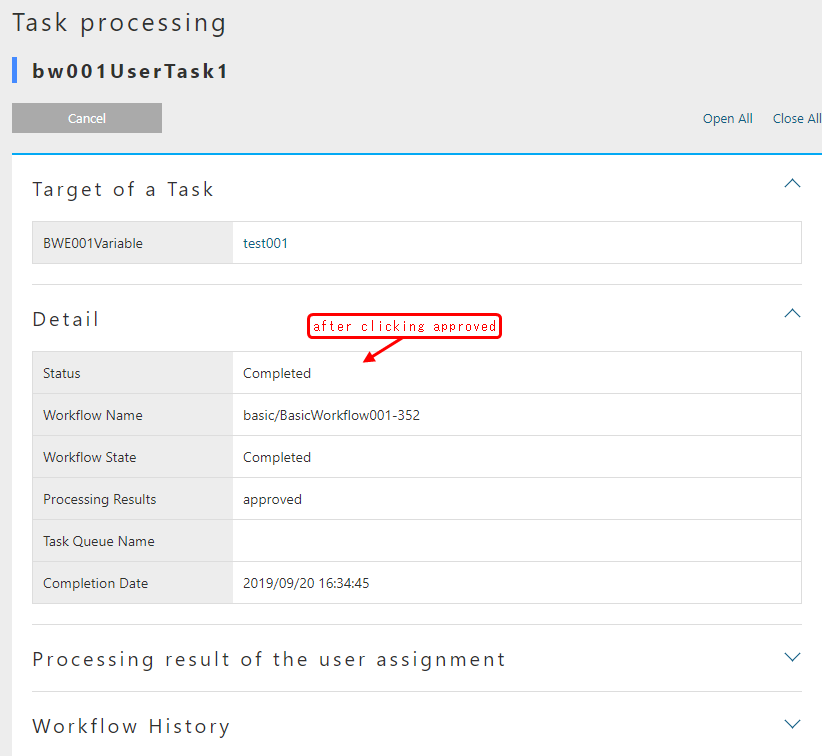 Task processing
bw001UserTask1
Cancel
Open All Close All
Target of a Task
BWE001Variable test001
Detail
after clicking approved
Status Completed
Workflow Name basic/BasicWorkflow001-352
Workflow State Completed
Processing Results approved
Task Queue Name
Completion Date 2019/09/20 16:34:45
Processing result of the user assignment
Workflow History